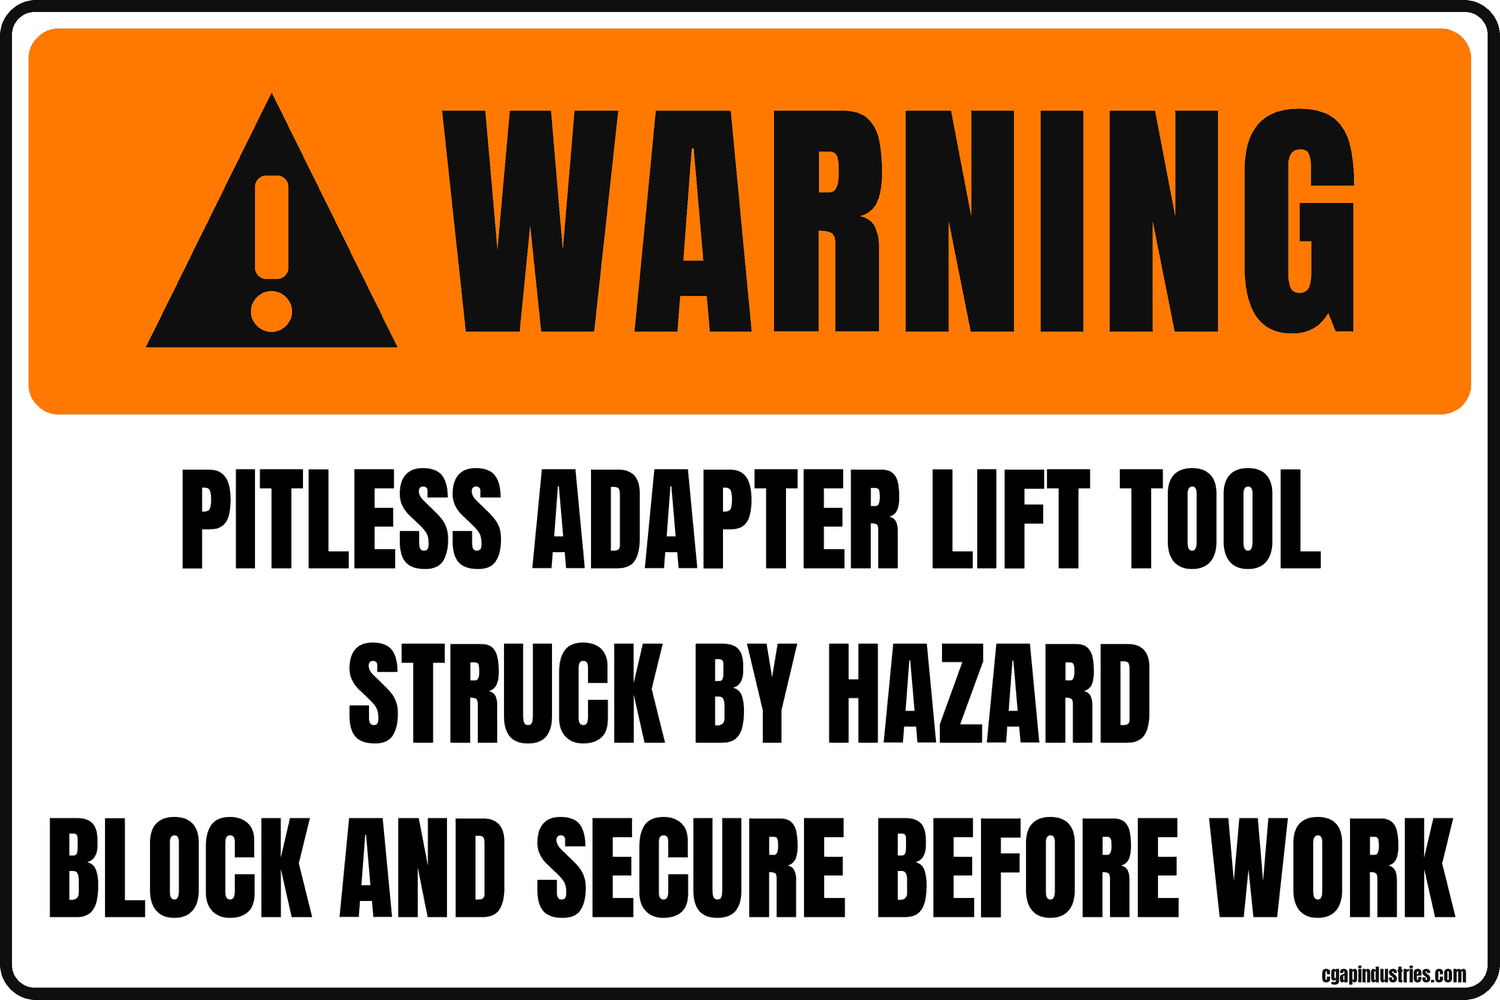 WARNING
PITLESS ADAPTER LIFT TOOL
STRUCK BY HAZARD
BLOCK AND SECURE BEFORE WORK
cgapindustries.com